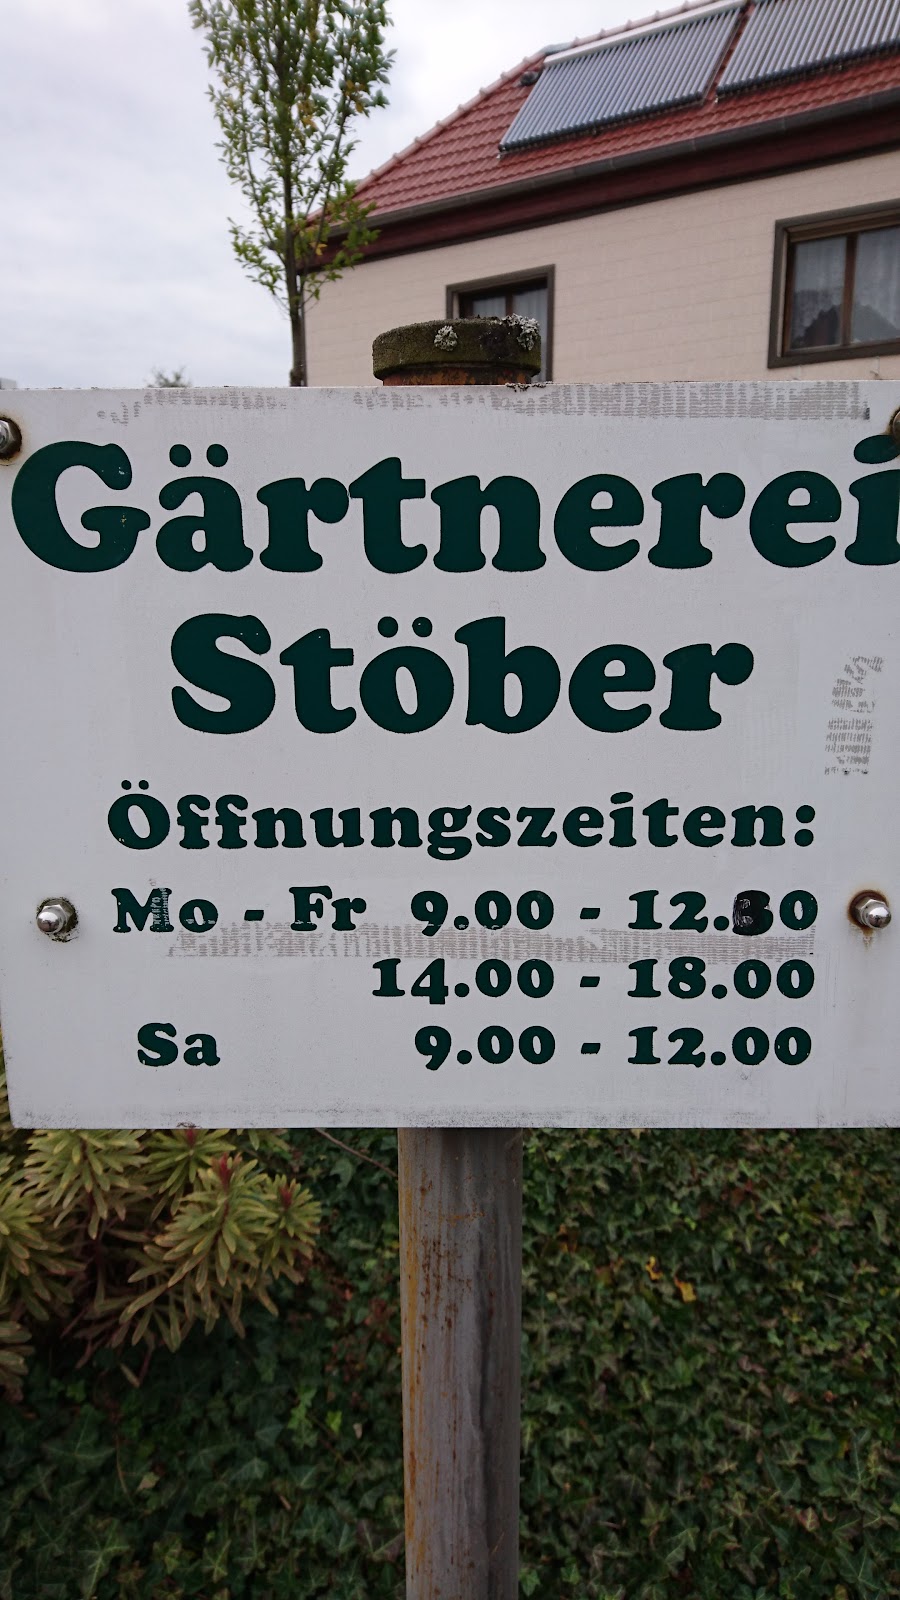 Gärtnerei
Stöber
Öffnungszeiten:
Mo - Fr 9.00 - 12.30
14.00 - 18.00
Sa 9.00 - 12.00